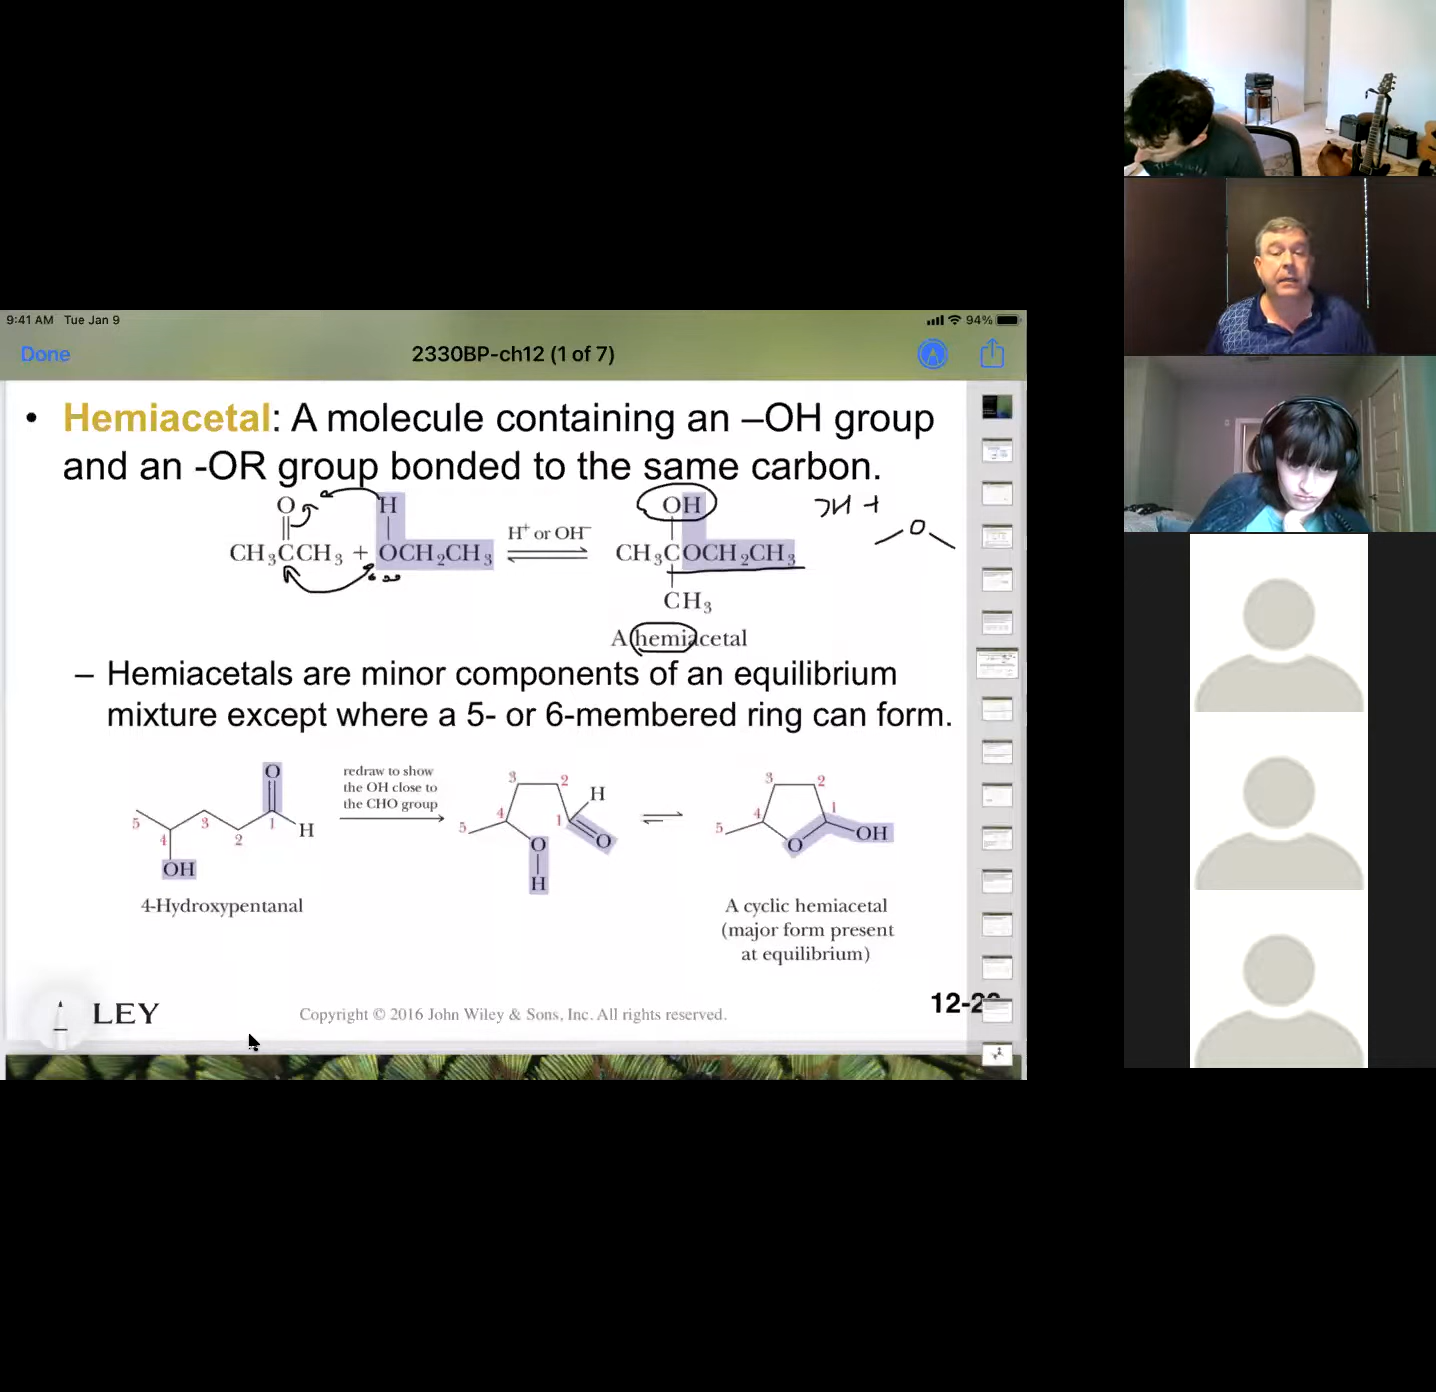 9:41 AM Tue Jan 9
94%
Done
2330BP-ch12 (1 of 7)
• Hemiacetal: A molecule containing an –OH group
and an -OR group bonded to the same carbon.
O H
CH₃CCH₃ + OCH₂CH₃
H⁺ or OH⁻
OH
CH₃COCH₂CH₃
CH₃
A hemiacetal
O
– Hemiacetals are minor components of an equilibrium
mixture except where a 5- or 6-membered ring can form.
O
5 4 3 2 1 H
OH
4-Hydroxypentanal
redraw to show
the OH close to
the CHO group
3 2 H
4 1
5 O O
H
3 2
4 1
5 O OH
A cyclic hemiacetal
(major form present
at equilibrium)
LEY
Copyright © 2016 John Wiley & Sons, Inc. All rights reserved.